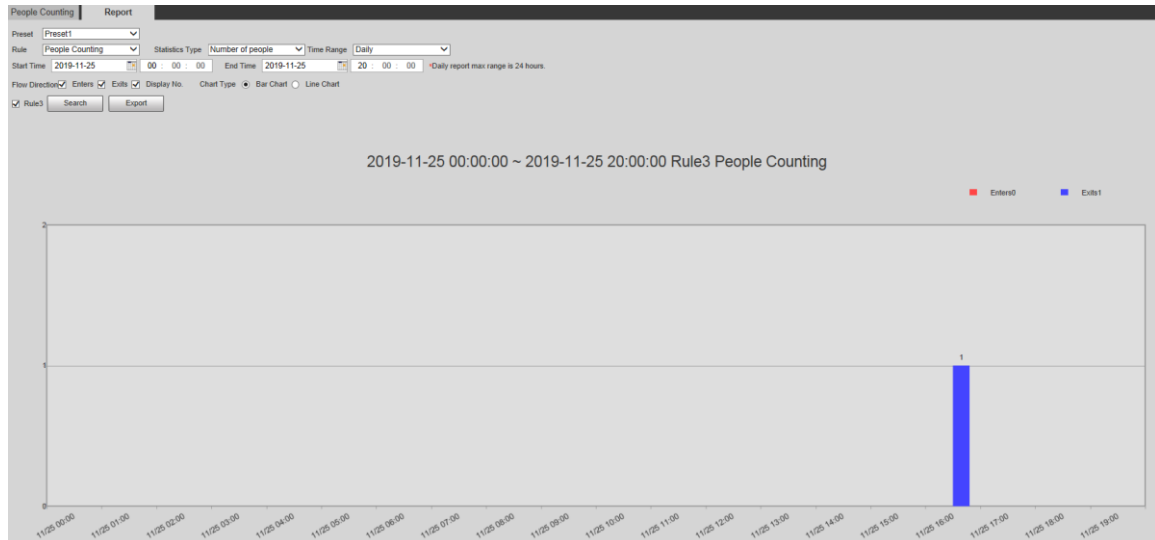 People Counting Report
Preset Preset1
Rule People Counting Statistics Type Number of people Time Range Daily
Start Time 2019-11-25 00 : 00 : 00 End Time 2019-11-25 20 : 00 : 00 *Daily report max range is 24 hours.
Flow Direction Enters Exits Display No. Chart Type Bar Chart Line Chart
Rule3 Search Export
2019-11-25 00:00:00 ~ 2019-11-25 20:00:00 Rule3 People Counting
Enters0 Exits1
2
1
1
0
11/25 00:00 11/25 01:00 11/25 02:00 11/25 03:00 11/25 04:00 11/25 05:00 11/25 06:00 11/25 07:00 11/25 08:00 11/25 09:00 11/25 10:00 11/25 11:00 11/25 12:00 11/25 13:00 11/25 14:00 11/25 15:00 11/25 16:00 11/25 17:00 11/25 18:00 11/25 19:00